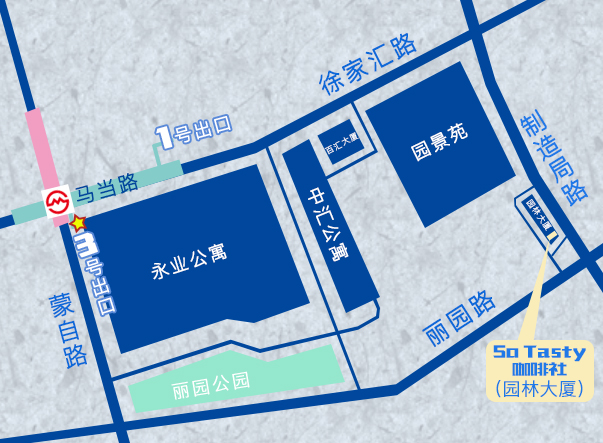 徐家汇路
1号出口
制造局路
百汇大厦
园景苑
马当路
中汇公寓
园林大厦
3号出口
永业公寓
蒙自路
丽园路
So Tasty
咖啡社
(园林大厦)
丽园公园